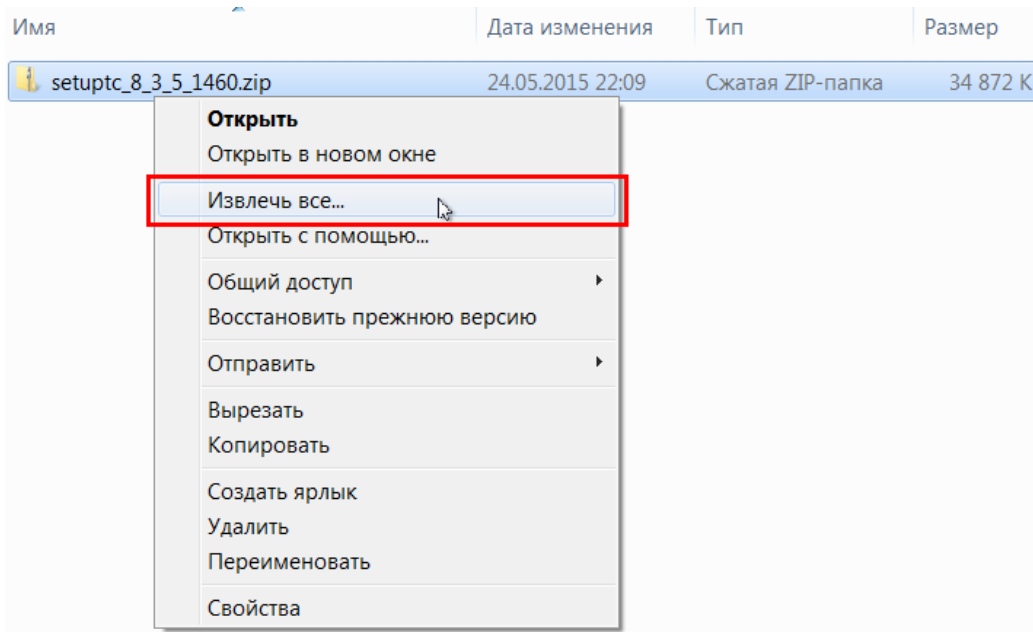 Имя Дата изменения Тип Размер
setuptc_8_3_5_1460.zip 24.05.2015 22:09 Сжатая ZIP-папка 34 872 К
Открыть
Открыть в новом окне
Извлечь все...
Открыть с помощью...
Общий доступ
Восстановить прежнюю версию
Отправить
Вырезать
Копировать
Создать ярлык
Удалить
Переименовать
Свойства